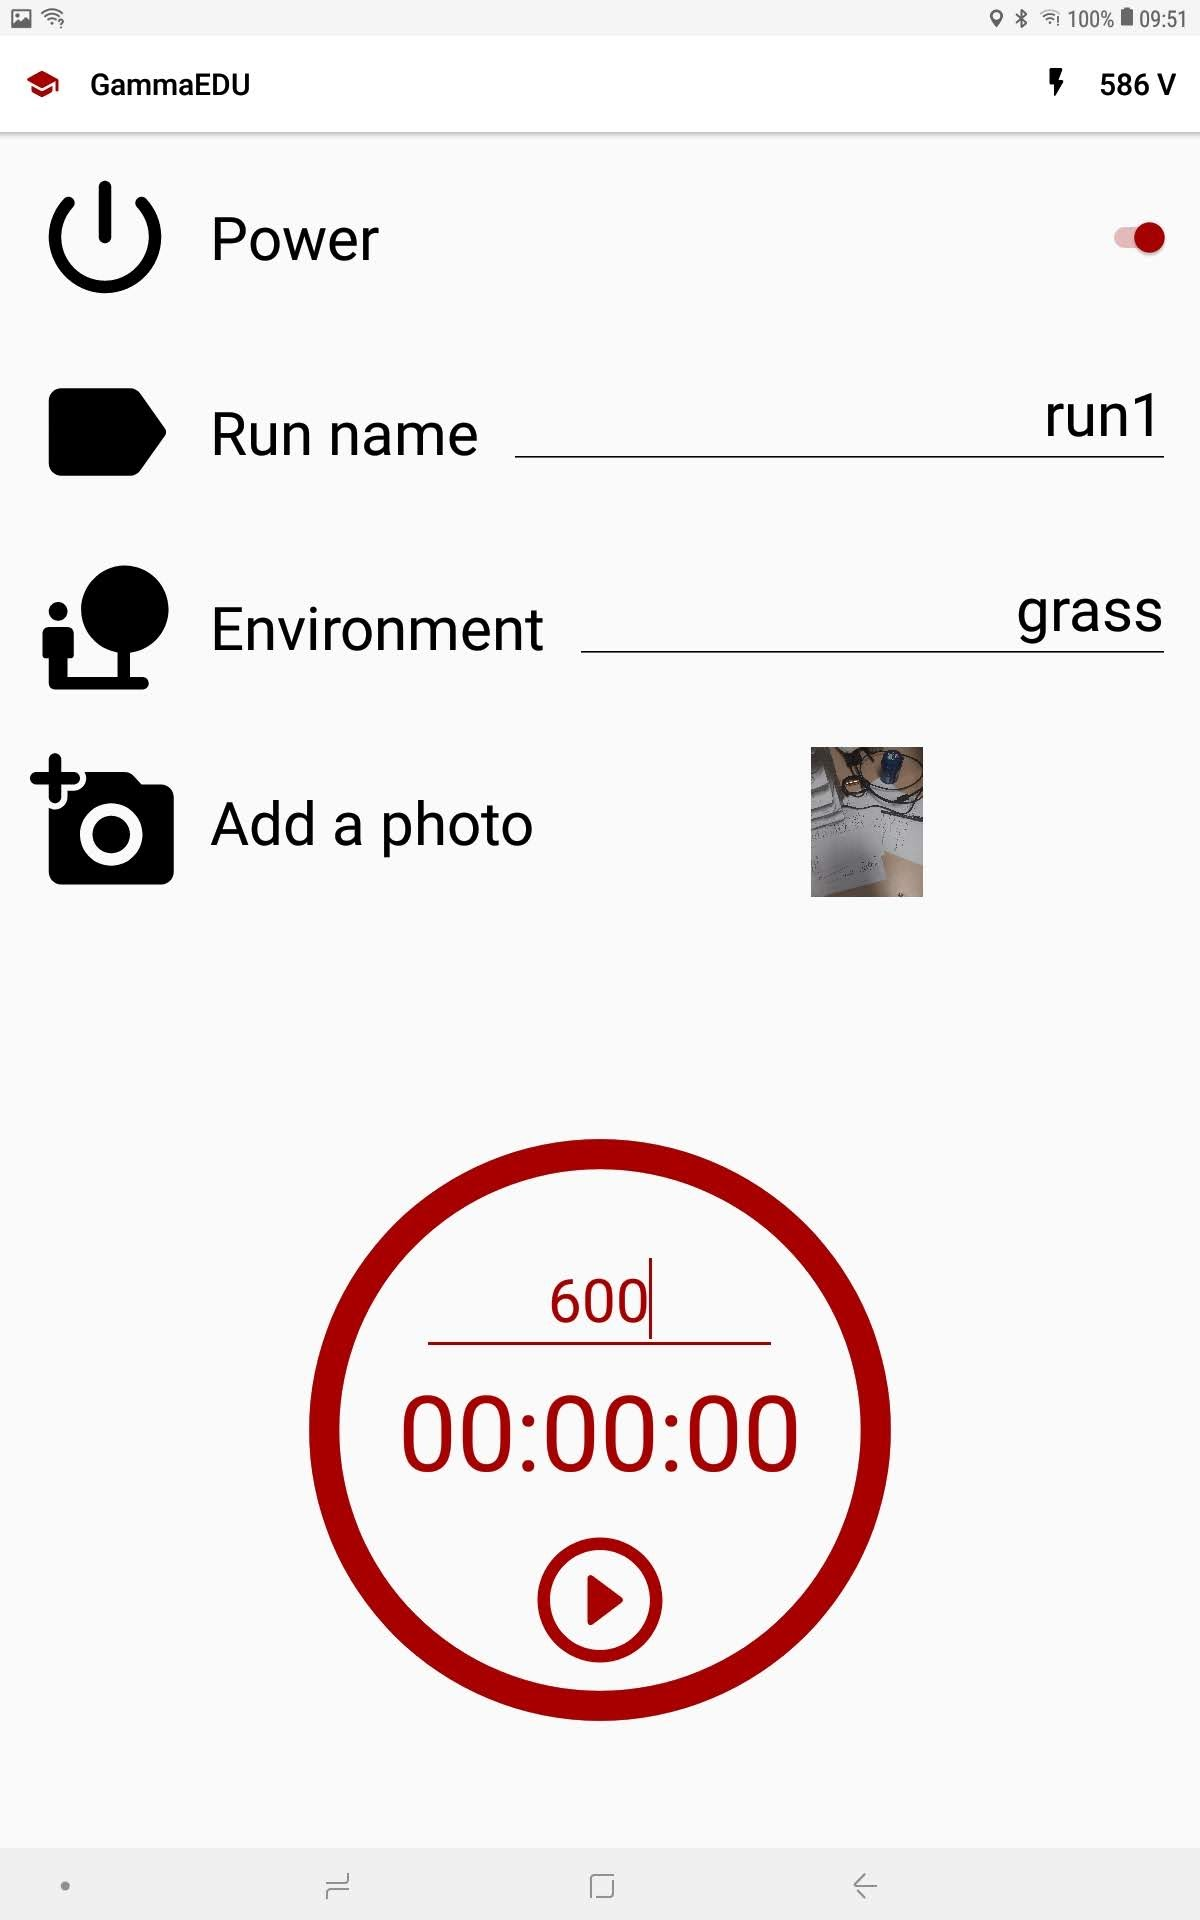 100% 09:51
GammaEDU 586 V
Power
Run name run1
Environment grass
Add a photo
600
00:00:00